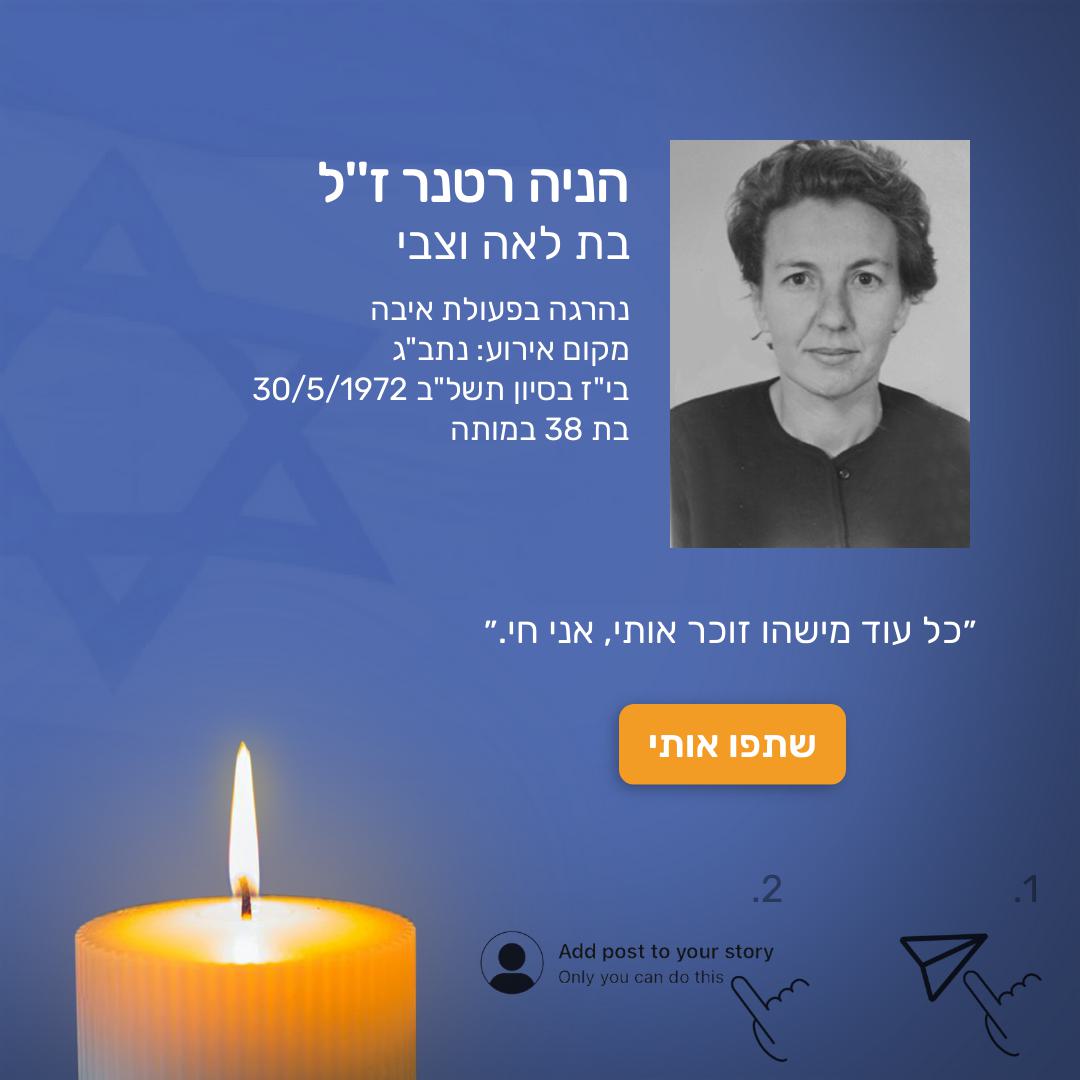 הניה רטנר ז"ל
בת לאה וצבי
נהרגה בפעולת איבה
מקום אירוע: נתב"ג
בי"ז בסיון תשל"ב 30/5/1972
בת 38 במותה
״כל עוד מישהו זוכר אותי, אני חי.״
שתפו אותי
1.
2.
Add post to your story
Only you can do this